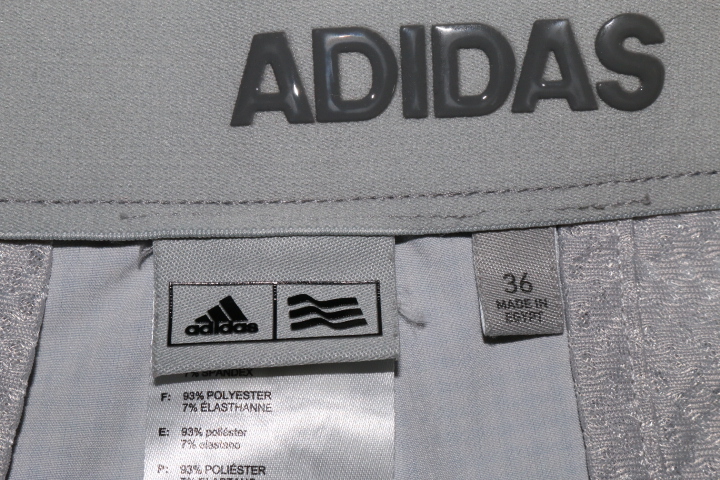 ADIDAS
adidas
36
MADE IN
EGYPT
7% SPANDEX
F: 93% POLYESTER
7% ÉLASTHANNE
E: 93% poliéster
7% elastano
P: 93% POLIÉSTER